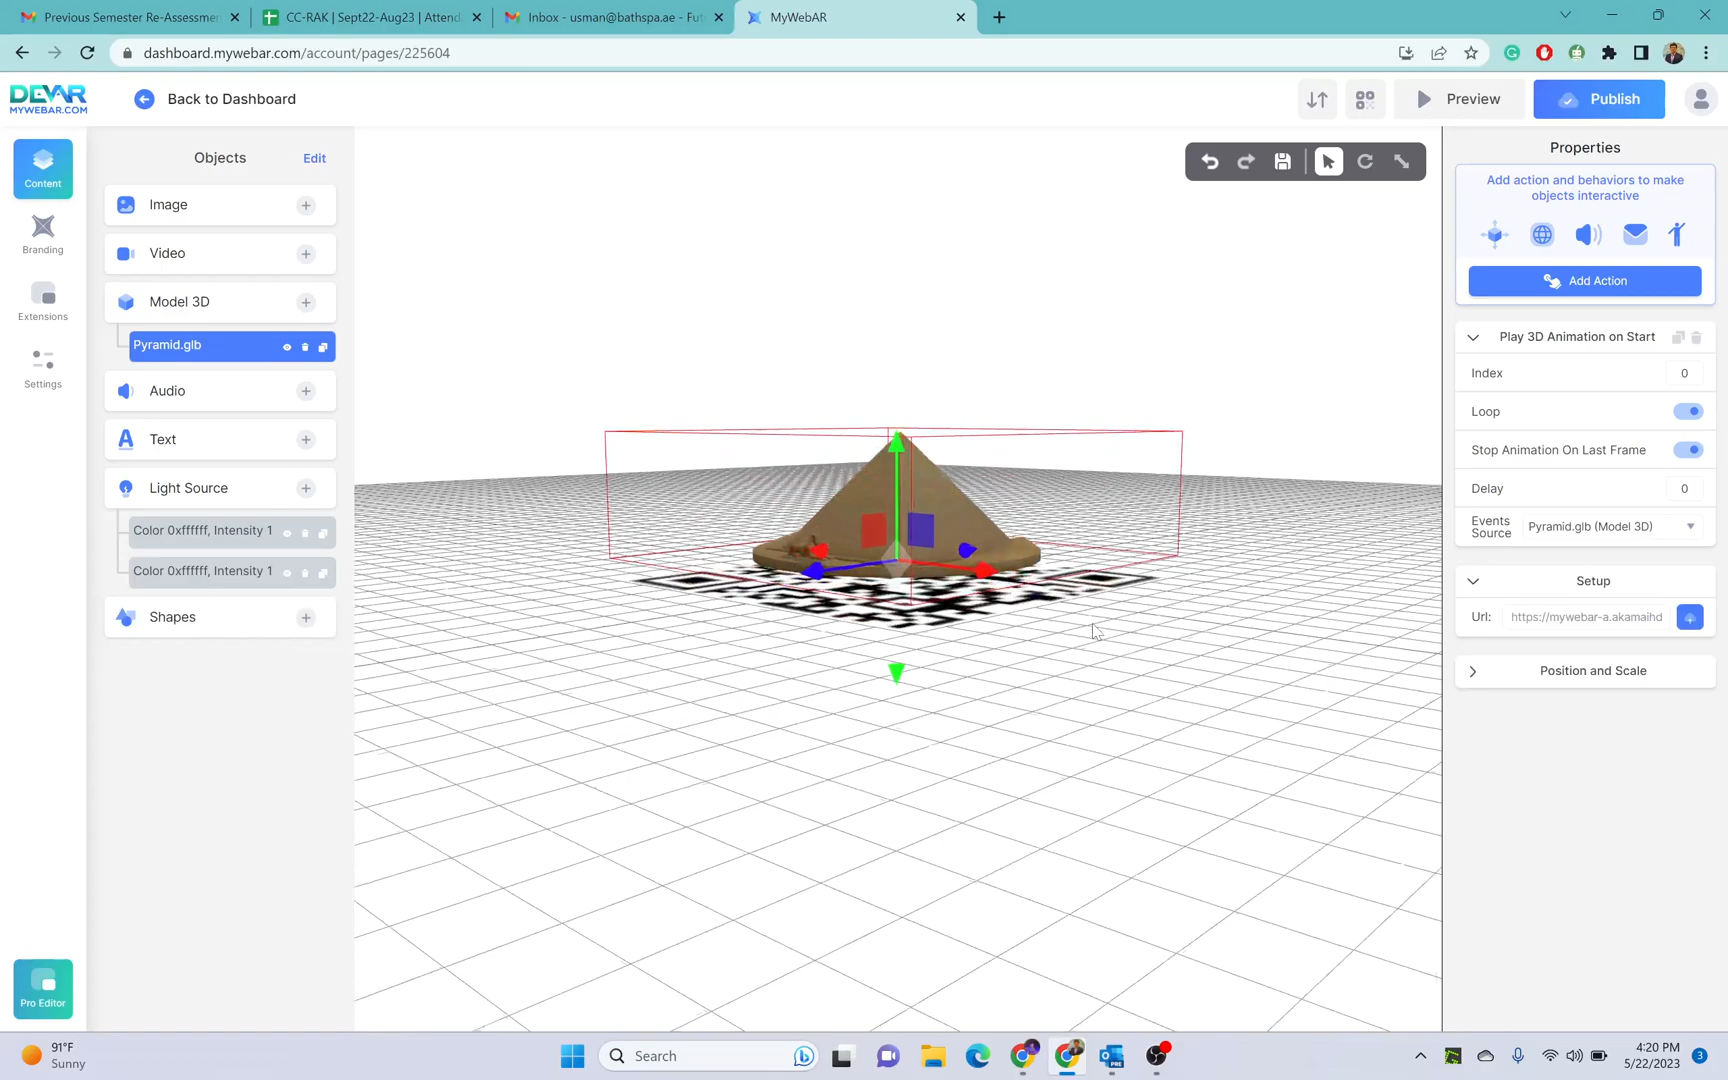 Previous Semester Re-Assessmen
CC-RAK | Sept22-Aug23 | Attend
Inbox - usman@bathspa.ae - Fut
MyWebAR
dashboard.mywebar.com/account/pages/225604
DEVAR
MYWEBAR.COM
Back to Dashboard
Preview
Publish
Content
Branding
Extensions
Settings
Pro Editor
Objects
Edit
Image
Video
Model 3D
Pyramid.glb
Audio
Text
Light Source
Color 0xffffff, Intensity 1
Color 0xffffff, Intensity 1
Shapes
Properties
Add action and behaviors to make
objects interactive
Add Action
Play 3D Animation on Start
Index 0
Loop
Stop Animation On Last Frame
Delay 0
Events
Source
Pyramid.glb (Model 3D)
Setup
Url: https://mywebar-a.akamaihd
Position and Scale
91°F
Sunny
Search
4:20 PM
5/22/2023
3